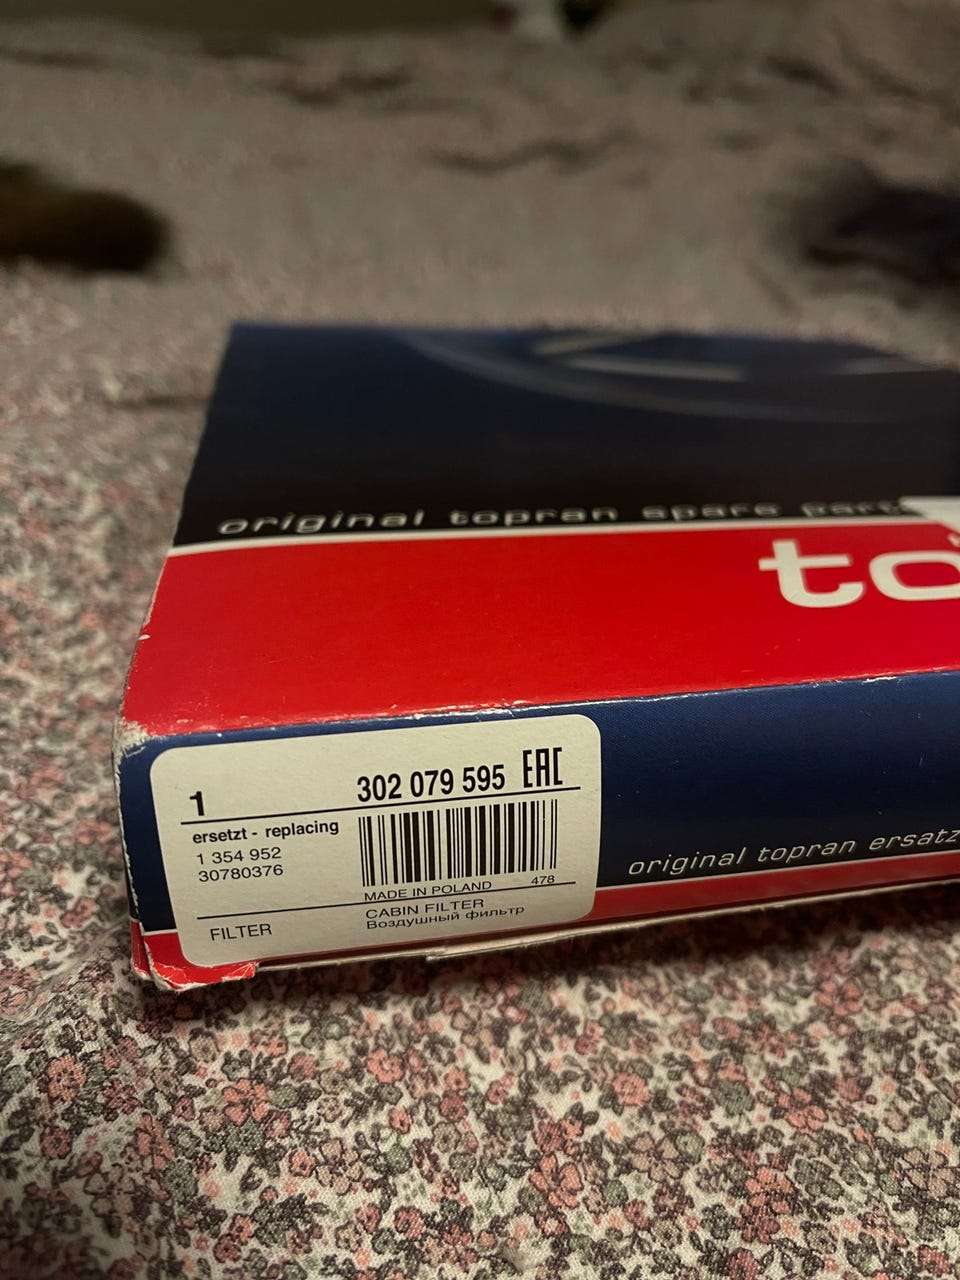 original topran spare
to
1 302 079 595 EAC
ersetzt - replacing
1 354 952
30780376
MADE IN POLAND 478
FILTER
CABIN FILTER
Воздушный фильтр
original topran ersatz